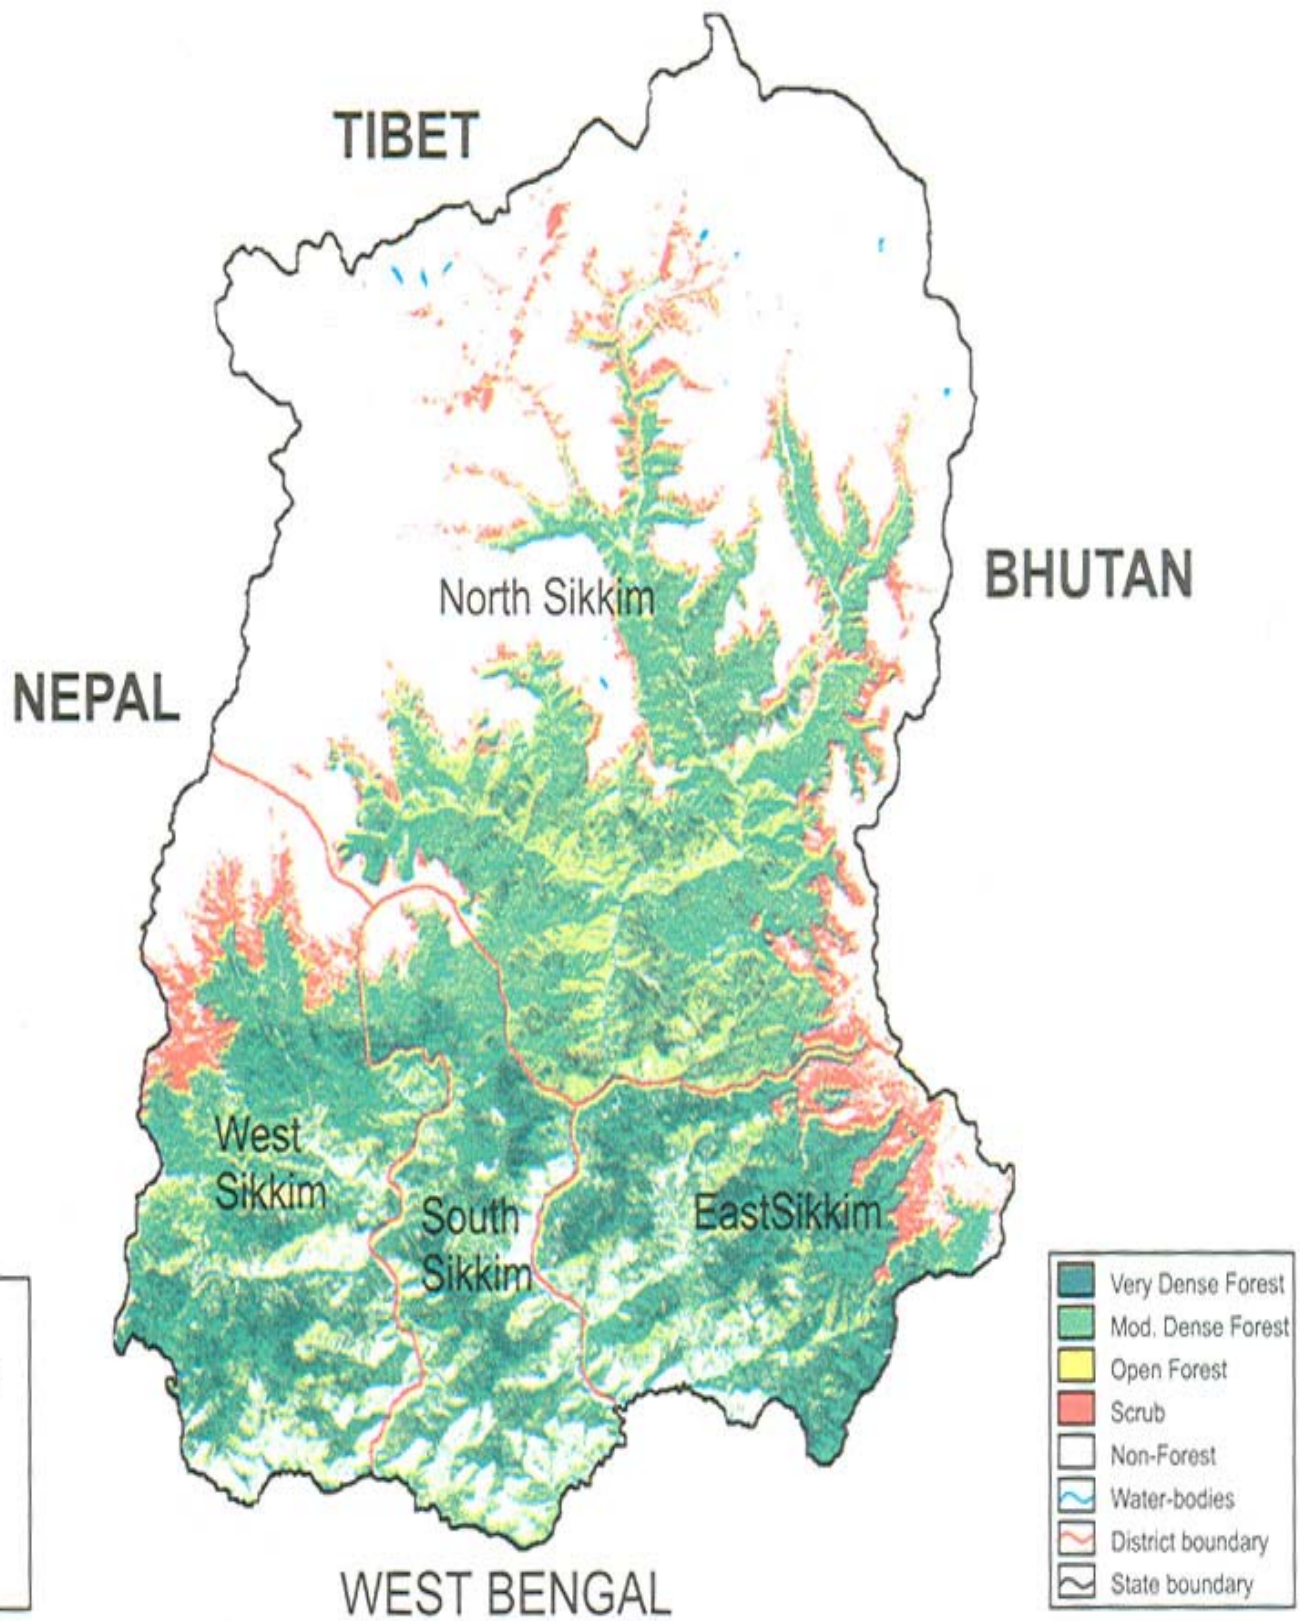 TIBET
BHUTAN
North Sikkim
NEPAL
West
Sikkim
South
Sikkim
EastSikkim
Very Dense Forest
Mod. Dense Forest
Open Forest
Scrub
Non-Forest
Water-bodies
District boundary
State boundary
WEST BENGAL